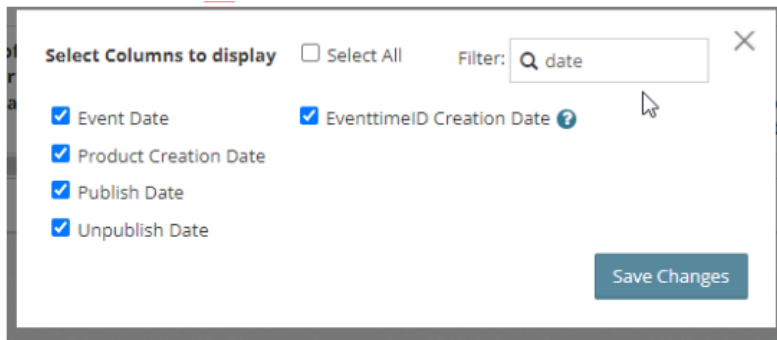 Select Columns to display Select All Filter: date
Event Date EventtimeID Creation Date ?
Product Creation Date
Publish Date
Unpublish Date
Save Changes